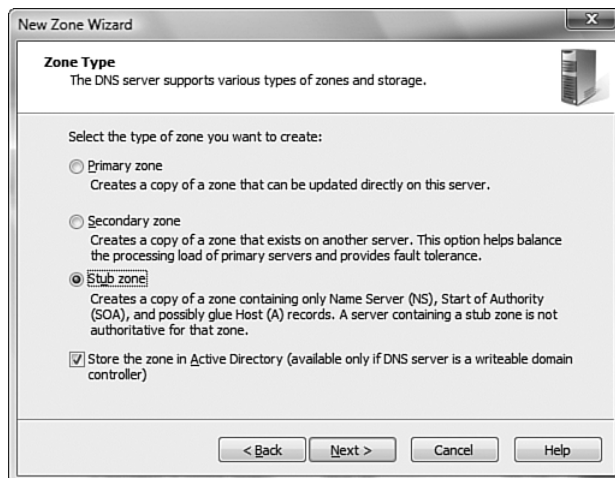 New Zone Wizard
Zone Type
The DNS server supports various types of zones and storage.
Select the type of zone you want to create:
Primary zone
Creates a copy of a zone that can be updated directly on this server.
Secondary zone
Creates a copy of a zone that exists on another server. This option helps balance
the processing load of primary servers and provides fault tolerance.
Stub zone
Creates a copy of a zone containing only Name Server (NS), Start of Authority
(SOA), and possibly glue Host (A) records. A server containing a stub zone is not
authoritative for that zone.
Store the zone in Active Directory (available only if DNS server is a writeable domain
controller)
< Back Next > Cancel Help